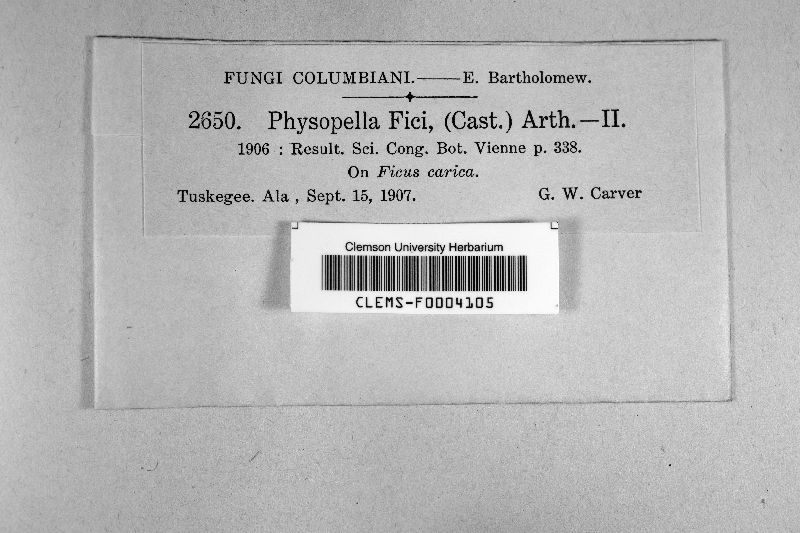 FUNGI COLUMBIANI.——E. Bartholomew.
2650. Physopella Fici, (Cast.) Arth.—II.
1906 : Result. Sci. Cong. Bot. Vienne p. 338.
On Ficus carica.
Tuskegee. Ala , Sept. 15, 1907. G. W. Carver
Clemson University Herbarium
CLEMS-F0004105